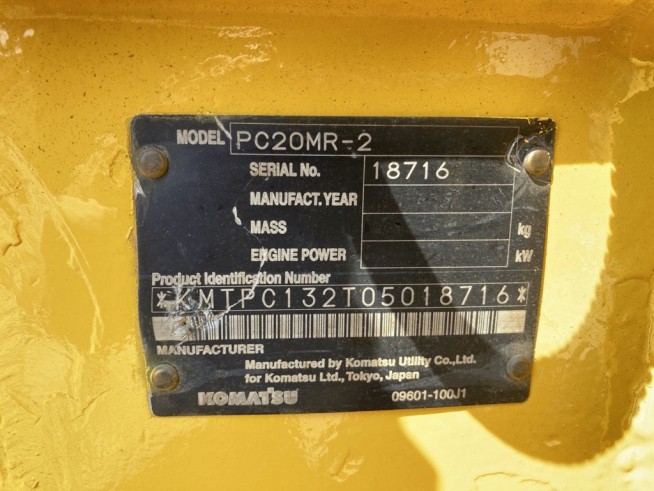 MODEL PC20MR-2
SERIAL No. 18716
MANUFACT.YEAR
MASS kg
ENGINE POWER kW
Product Identification Number
*KMTPC132T05018716*
MANUFACTURER
Manufactured by Komatsu Utility Co.,Ltd.
for Komatsu Ltd., Tokyo, Japan
KOMATSU 09601-100J1